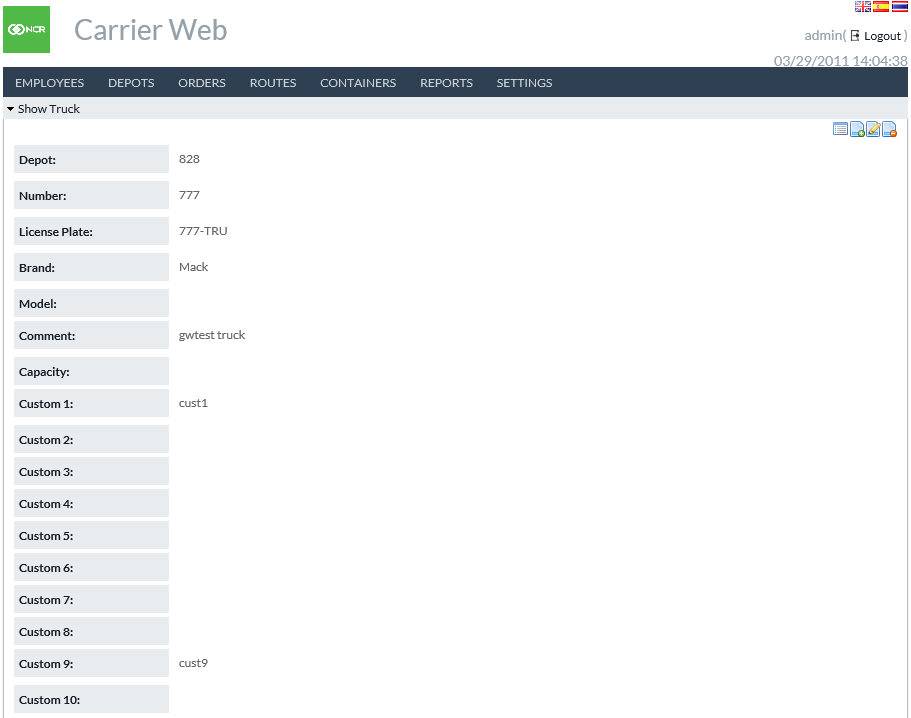 NCR
Carrier Web
admin( Logout )
03/29/2011 14:04:38
EMPLOYEES DEPOTS ORDERS ROUTES CONTAINERS REPORTS SETTINGS
Show Truck
Depot: 828
Number: 777
License Plate: 777-TRU
Brand: Mack
Model:
Comment: gwtest truck
Capacity:
Custom 1: cust1
Custom 2:
Custom 3:
Custom 4:
Custom 5:
Custom 6:
Custom 7:
Custom 8:
Custom 9: cust9
Custom 10: